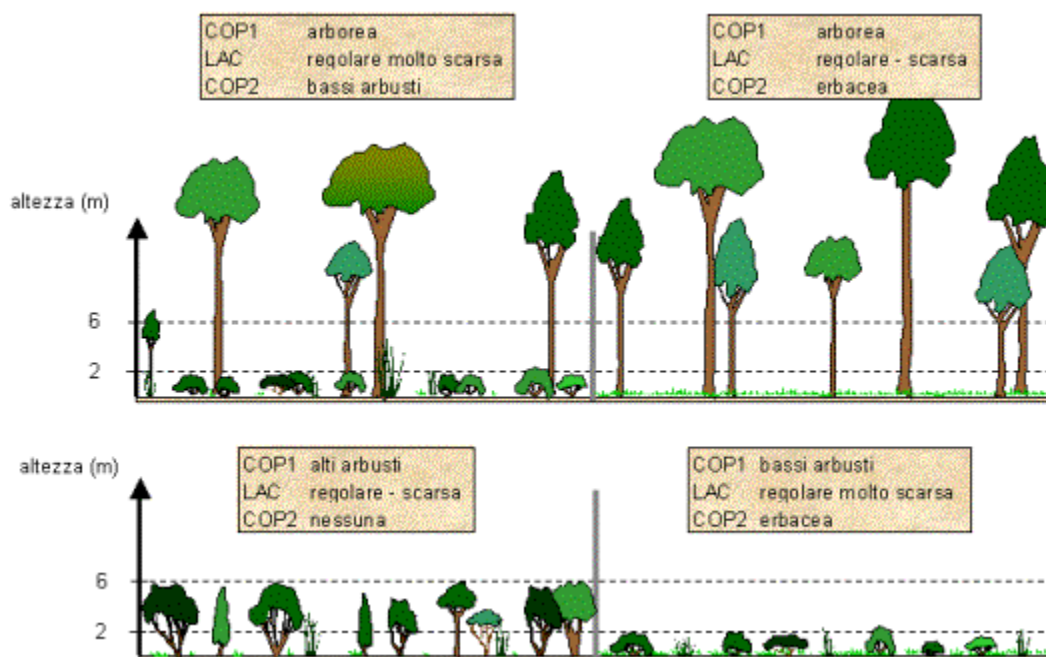 COP1 arborea
LAC regolare molto scarsa
COP2 bassi arbusti
COP1 arborea
LAC regolare - scarsa
COP2 erbacea
altezza (m)
6
2
altezza (m)
COP1 alti arbusti
LAC regolare - scarsa
COP2 nessuna
COP1 bassi arbusti
LAC regolare molto scarsa
COP2 erbacea
6
2